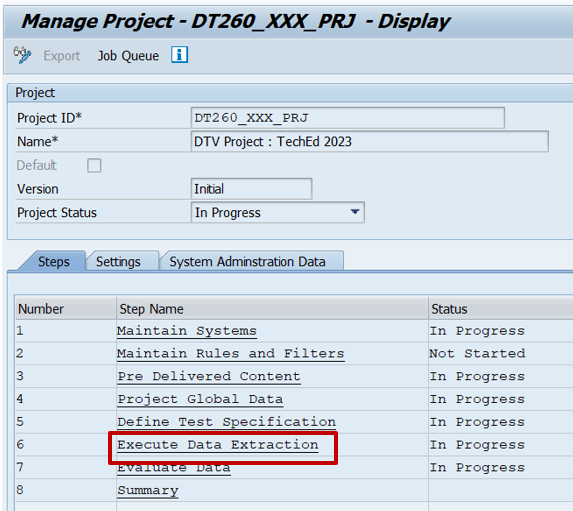 Manage Project - DT260_XXX_PRJ - Display
Export Job Queue i
Project
Project ID* DT260_XXX_PRJ
Name* DTV Project : TechEd 2023
Default
Version Initial
Project Status In Progress
Steps Settings System Adminstration Data
Number Step Name Status
1 Maintain Systems In Progress
2 Maintain Rules and Filters Not Started
3 Pre Delivered Content In Progress
4 Project Global Data In Progress
5 Define Test Specification In Progress
6 Execute Data Extraction In Progress
7 Evaluate Data In Progress
8 Summary